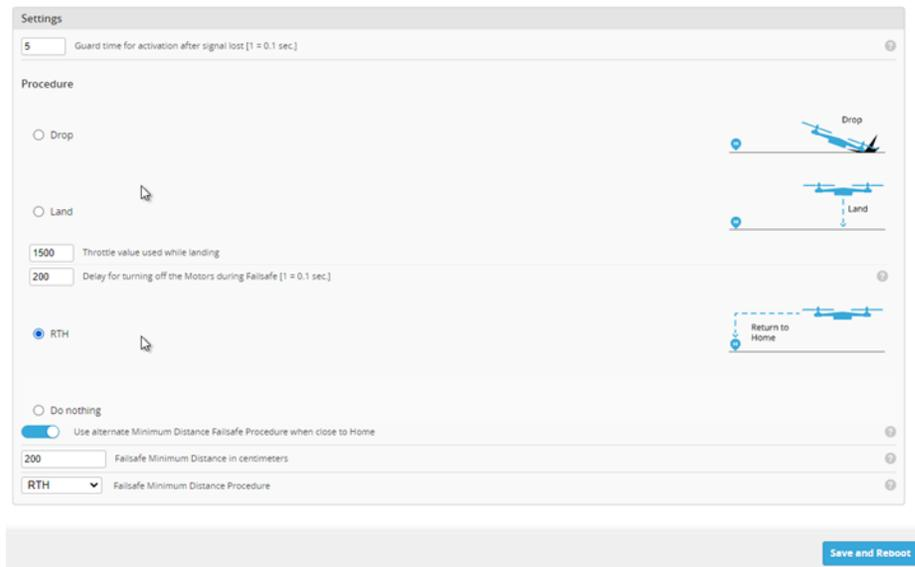 Settings
5 Guard time for activation after signal lost [1 = 0.1 sec.]
Procedure
Drop
Drop
Land
Land
1500 Throttle value used while landing
200 Delay for turning off the Motors during Failsafe [1 = 0.1 sec.]
RTH
Return to
Home
Do nothing
Use alternate Minimum Distance Failsafe Procedure when close to Home
200 Failsafe Minimum Distance in centimeters
RTH Failsafe Minimum Distance Procedure
Save and Reboot